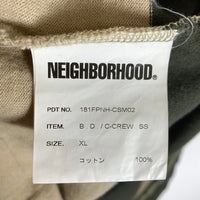 NEIGHBORHOOD®
PDT NO. 181FPNH-CSM02
ITEM. B . D . / C-CREW . SS
SIZE. XL
コットン 100%